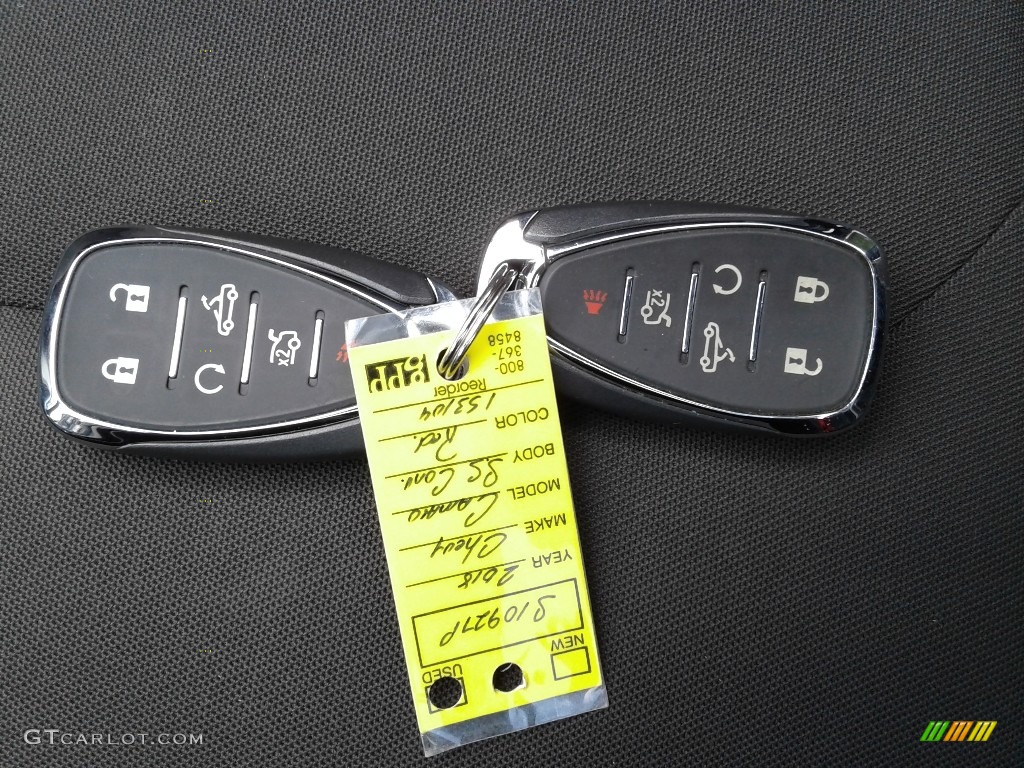 NEW
USED
S10927P
YEAR 2018
MAKE Chevy
MODEL Camaro
BODY SS Conv.
COLOR Red.
153104
Reorder
800-
367-
8458
x2
x2
GTCARLOT.COM